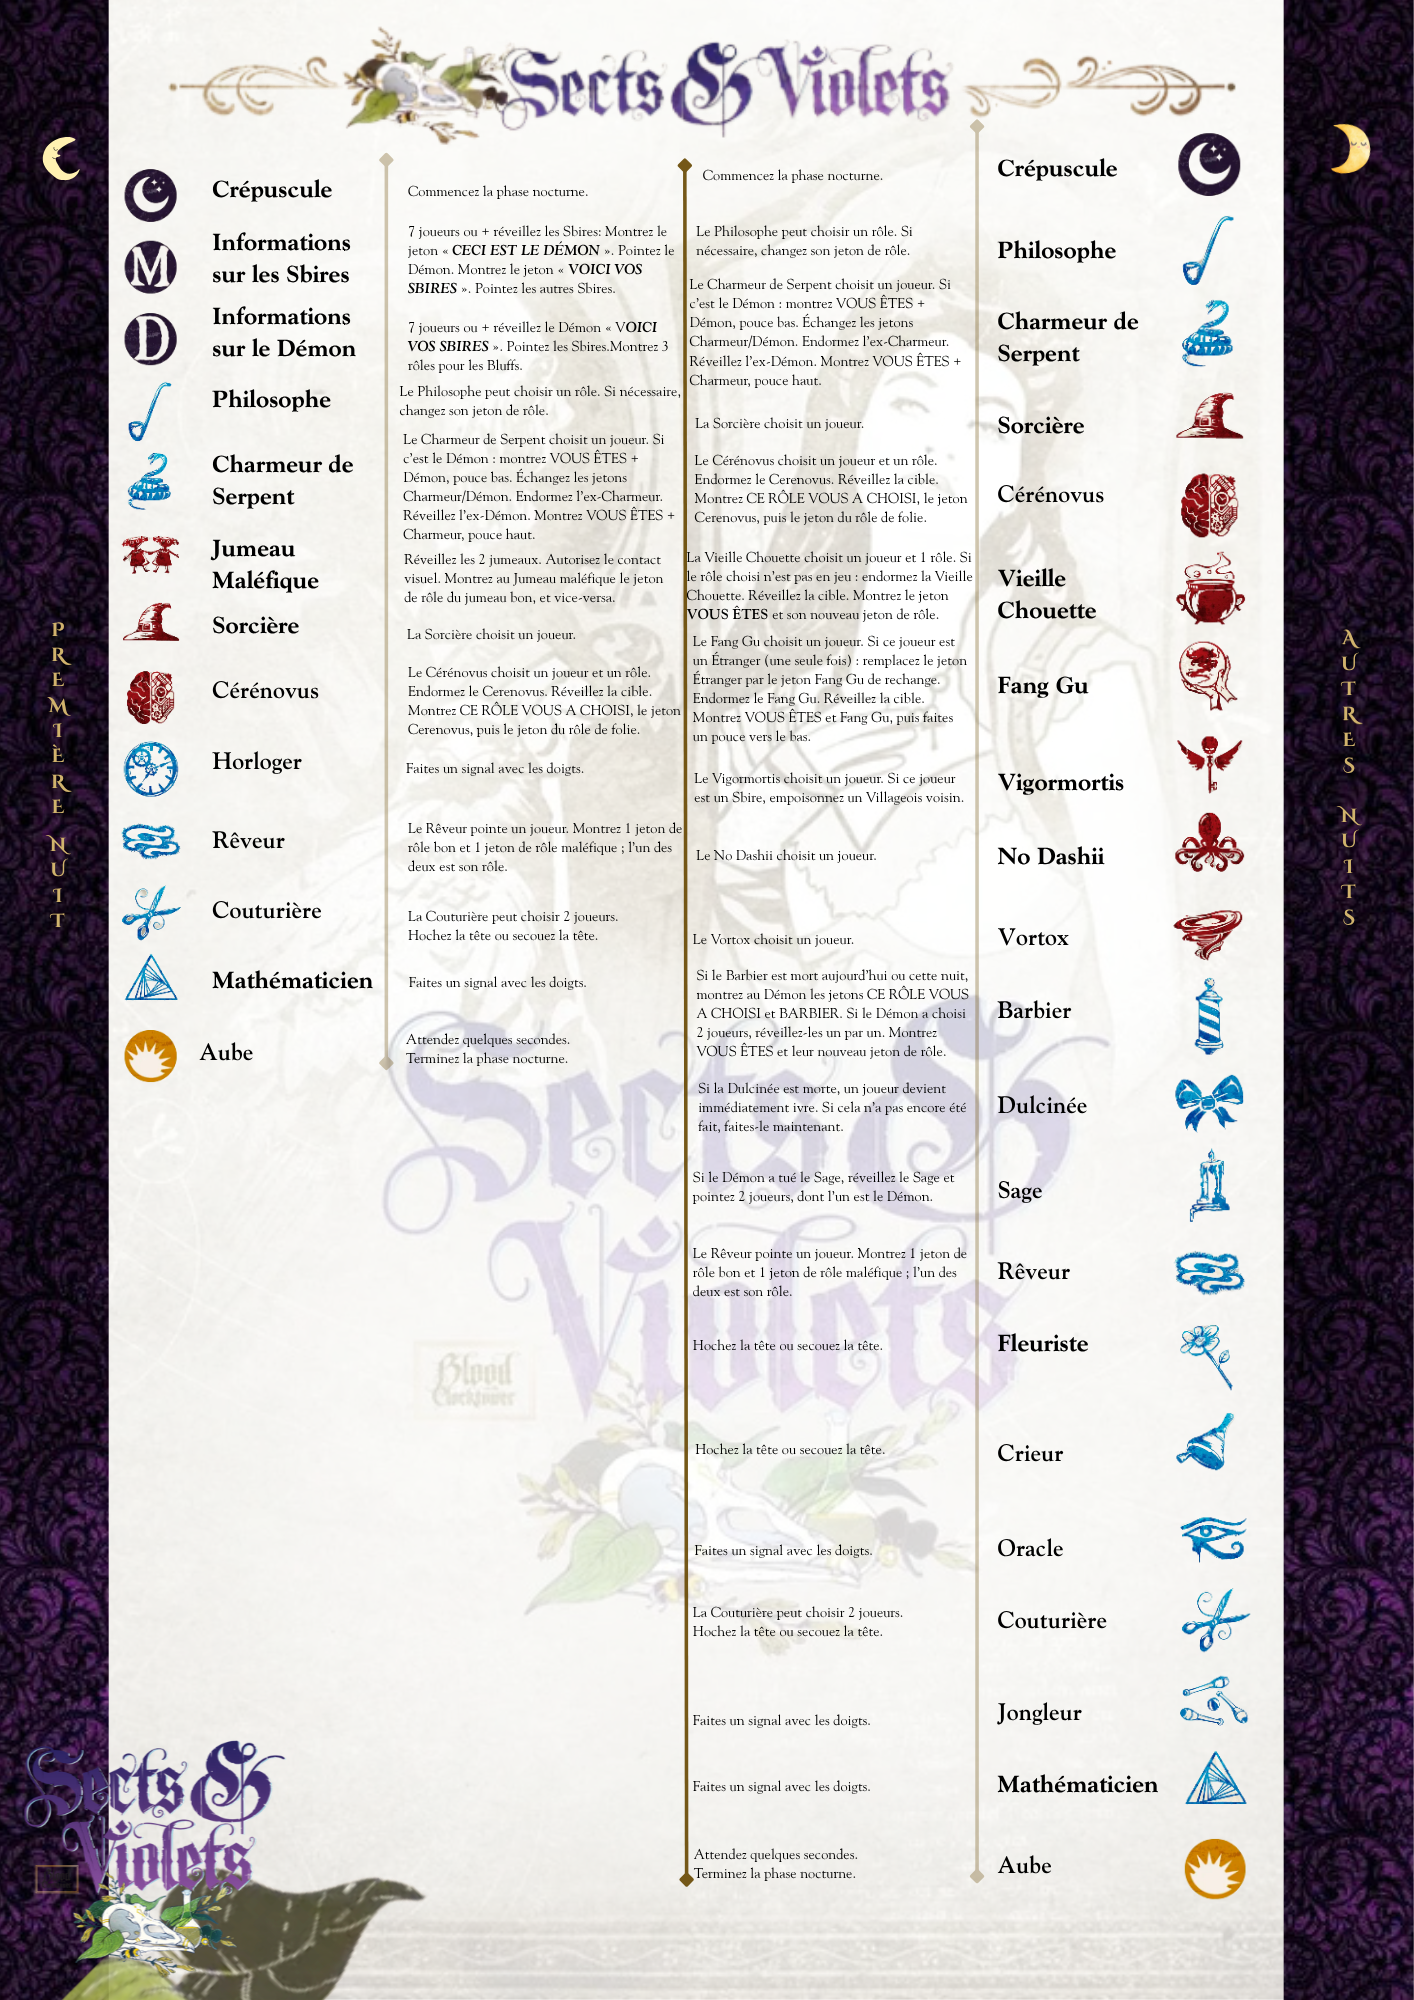 Sects & Violets
PREMIÈRE NUIT
Crépuscule
Commencez la phase nocturne.
Informations
sur les Sbires
7 joueurs ou + réveillez les Sbires: Montrez le
jeton « CECI EST LE DÉMON ». Pointez le
Démon. Montrez le jeton « VOICI VOS
SBIRES ». Pointez les autres Sbires.
Informations
sur le Démon
7 joueurs ou + réveillez le Démon « VOICI
VOS SBIRES ». Pointez les Sbires.Montrez 3
rôles pour les Bluffs.
Philosophe
Le Philosophe peut choisir un rôle. Si nécessaire,
changez son jeton de rôle.
Charmeur de
Serpent
Le Charmeur de Serpent choisit un joueur. Si
c'est le Démon : montrez VOUS ÊTES +
Démon, pouce bas. Échangez les jetons
Charmeur/Démon. Endormez l'ex-Charmeur.
Réveillez l'ex-Démon. Montrez VOUS ÊTES +
Charmeur, pouce haut.
Jumeau
Maléfique
Réveillez les 2 jumeaux. Autorisez le contact
visuel. Montrez au Jumeau maléfique le jeton
de rôle du jumeau bon, et vice-versa.
Sorcière
La Sorcière choisit un joueur.
Cérénovus
Le Cérénovus choisit un joueur et un rôle.
Endormez le Cerenovus. Réveillez la cible.
Montrez CE RÔLE VOUS A CHOISI, le jeton
Cerenovus, puis le jeton du rôle de folie.
Horloger
Faites un signal avec les doigts.
Rêveur
Le Rêveur pointe un joueur. Montrez 1 jeton de
rôle bon et 1 jeton de rôle maléfique ; l'un des
deux est son rôle.
Couturière
La Couturière peut choisir 2 joueurs.
Hochez la tête ou secouez la tête.
Mathématicien
Faites un signal avec les doigts.
Aube
Attendez quelques secondes.
Terminez la phase nocturne.
Commencez la phase nocturne.
Crépuscule
Le Philosophe peut choisir un rôle. Si
nécessaire, changez son jeton de rôle.
Philosophe
Le Charmeur de Serpent choisit un joueur. Si
c'est le Démon : montrez VOUS ÊTES +
Démon, pouce bas. Échangez les jetons
Charmeur/Démon. Endormez l'ex-Charmeur.
Réveillez l'ex-Démon. Montrez VOUS ÊTES +
Charmeur, pouce haut.
Charmeur de
Serpent
La Sorcière choisit un joueur.
Sorcière
Le Cérénovus choisit un joueur et un rôle.
Endormez le Cerenovus. Réveillez la cible.
Montrez CE RÔLE VOUS A CHOISI, le jeton
Cerenovus, puis le jeton du rôle de folie.
Cérénovus
La Vieille Chouette choisit un joueur et 1 rôle. Si
le rôle choisi n'est pas en jeu : endormez la Vieille
Chouette. Réveillez la cible. Montrez le jeton
VOUS ÊTES et son nouveau jeton de rôle.
Vieille
Chouette
Le Fang Gu choisit un joueur. Si ce joueur est
un Étranger (une seule fois) : remplacez le jeton
Étranger par le jeton Fang Gu de rechange.
Endormez le Fang Gu. Réveillez la cible.
Montrez VOUS ÊTES et Fang Gu, puis faites
un pouce vers le bas.
Fang Gu
Le Vigormortis choisit un joueur. Si ce joueur
est un Sbire, empoisonnez un Villageois voisin.
Vigormortis
Le No Dashii choisit un joueur.
No Dashii
Le Vortox choisit un joueur.
Vortox
Si le Barbier est mort aujourd'hui ou cette nuit,
montrez au Démon les jetons CE RÔLE VOUS
A CHOISI et BARBIER. Si le Démon a choisi
2 joueurs, réveillez-les un par un. Montrez
VOUS ÊTES et leur nouveau jeton de rôle.
Barbier
Si la Dulcinée est morte, un joueur devient
immédiatement ivre. Si cela n'a pas encore été
fait, faites-le maintenant.
Dulcinée
Si le Démon a tué le Sage, réveillez le Sage et
pointez 2 joueurs, dont l'un est le Démon.
Sage
Le Rêveur pointe un joueur. Montrez 1 jeton de
rôle bon et 1 jeton de rôle maléfique ; l'un des
deux est son rôle.
Rêveur
Hochez la tête ou secouez la tête.
Fleuriste
Hochez la tête ou secouez la tête.
Crieur
Faites un signal avec les doigts.
Oracle
La Couturière peut choisir 2 joueurs.
Hochez la tête ou secouez la tête.
Couturière
Faites un signal avec les doigts.
Jongleur
Faites un signal avec les doigts.
Mathématicien
Attendez quelques secondes.
Terminez la phase nocturne.
Aube
AUTRES NUITS
Sects &
Violets
Blood
Clocktower
Sects &
Violets